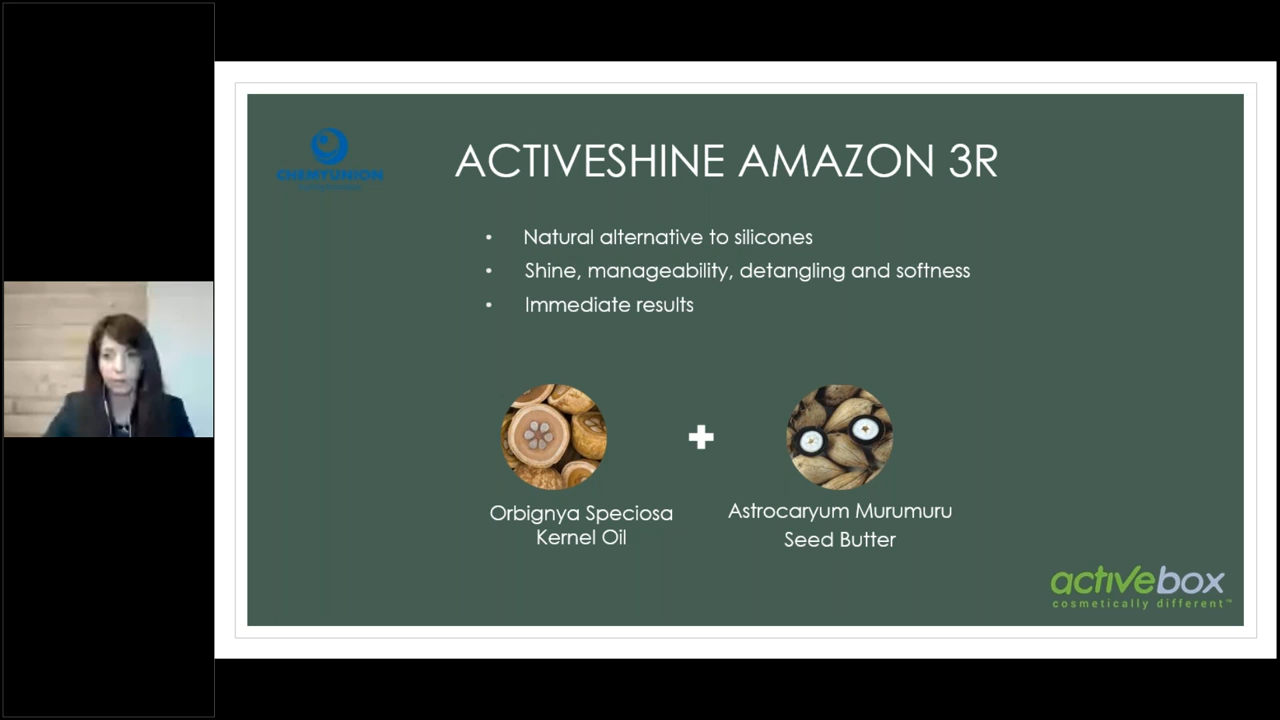 CHEMYUNION
ACTIVESHINE AMAZON 3R
• Natural alternative to silicones
• Shine, manageability, detangling and softness
• Immediate results
Orbignya Speciosa
Kernel Oil
Astrocaryum Murumuru
Seed Butter
activebox
cosmetically different™